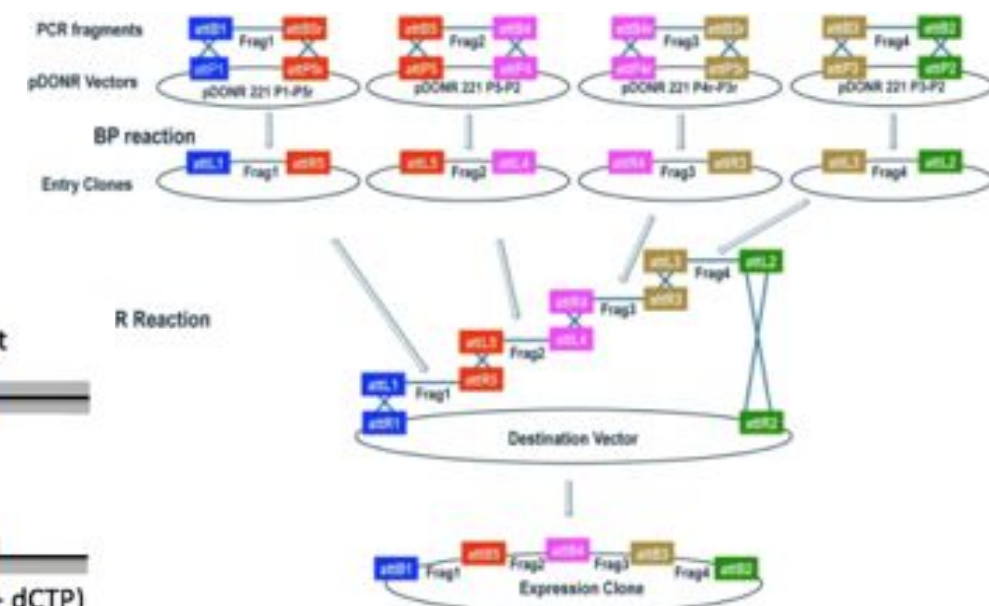 PCR fragments
attB1 Frag1 attB5r attB5 Frag2 attB4 attB4r Frag3 attB3r attB3 Frag4 attB2
attP1 attP5r attP5 attP4 attP4r attP3r attP3 attP2
pDONR Vectors
pDONR 221 P1-P5r pDONR 221 P5-P2 pDONR 221 P4r-P3r pDONR 221 P3-P2
BP reaction
attL1 Frag1 attR5 attL5 Frag2 attL4 attR4 Frag3 attR3 attL3 Frag4 attL2
Entry Clones
attL3 Frag4 attL2
attR4 Frag3 attR3
R Reaction
attL5 Frag2 attL4
attL1 Frag1 attR5
attR1 attR2
Destination Vector
attB1 Frag1 attB5 Frag2 attB4 Frag3 attB3 Frag4 attB2
Expression Clone
t
- dCTP)